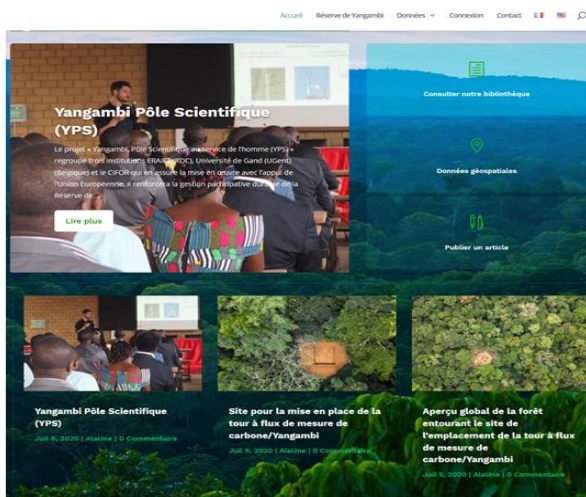 Accueil Réserve de Yangambi Données Connexion Contact
Yangambi Pôle Scientifique
(YPS)
Le projet « Yangambi, Pôle Scientifique au service de l'homme (YPS) »
regroupe trois institutions ERAIFT (RDC), Université de Gand (UGent)
(Belgique) et le CIFOR qui en assure la mise en œuvre avec l'appui de
l'Union Européenne. Il renforcera la gestion participative durable de la
Réserve de...
Lire plus
Consulter notre bibliothèque
Données géospatiales
Publier un article
Yangambi Pôle Scientifique
(YPS)
Juil 8, 2020 | AlaUne | 0 Commentaire
Site pour la mise en place de la
tour à flux de mesure de
carbone/Yangambi
Juil 8, 2020 | AlaUne | 0 Commentaire
Aperçu global de la forêt
entourant le site de
l'emplacement de la tour à flux
de mesure de
carbone/Yangambi
Juil 8, 2020 | AlaUne | 0 Commentaire